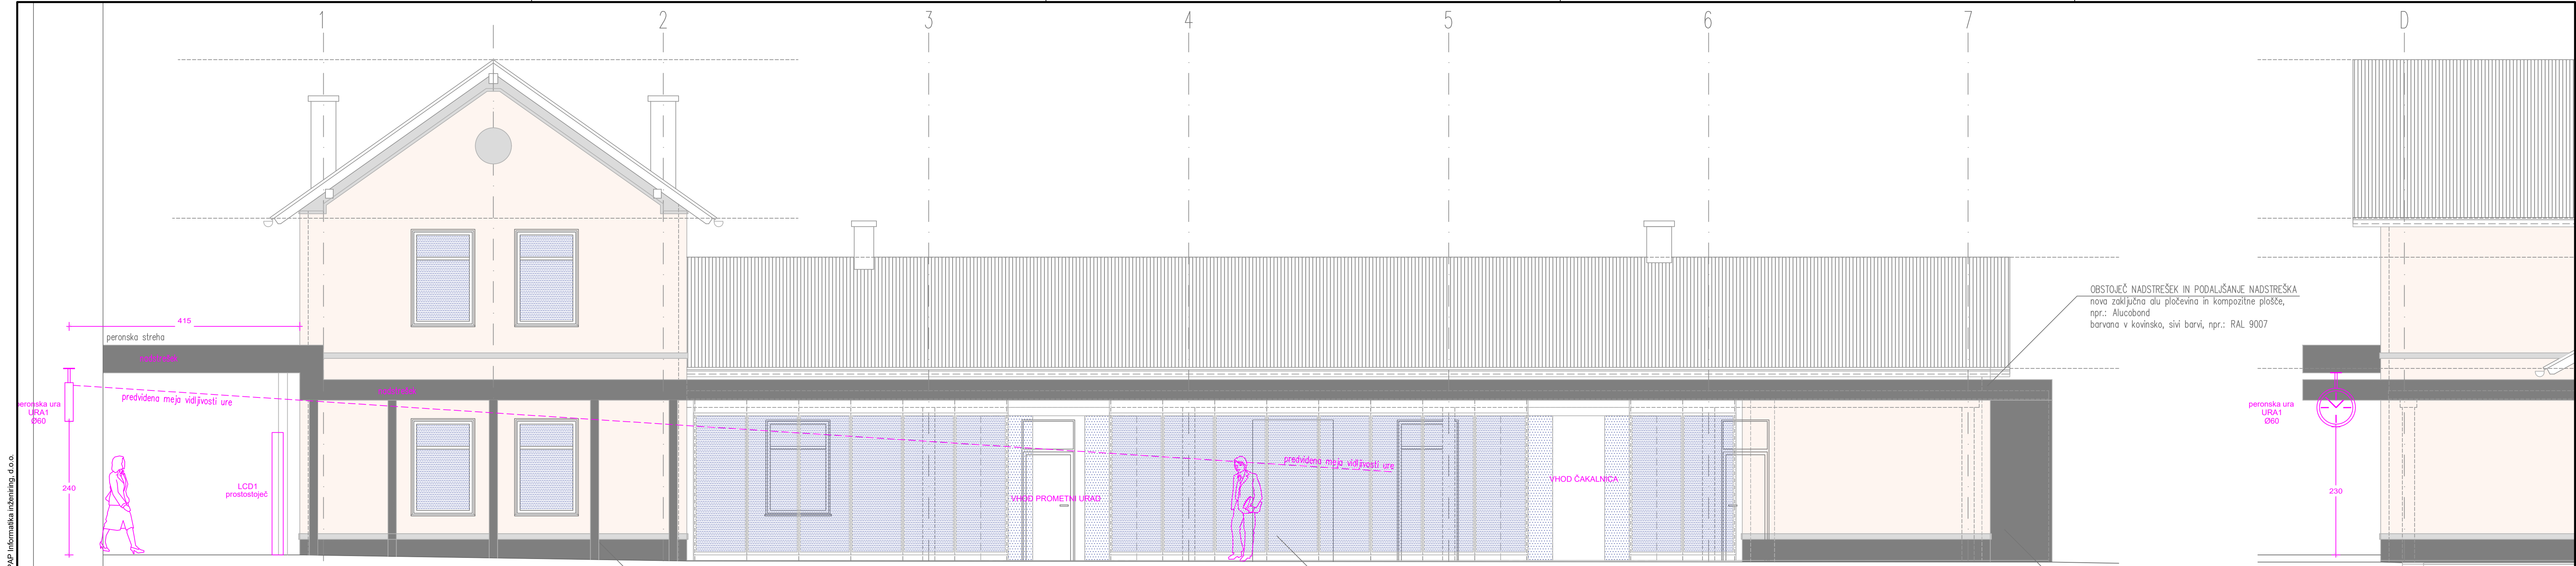 1
2
3
4
5
6
7
D
OBSTOJEČ NADSTREŠEK IN PODALJŠANJE NADSTREŠKA
nova zaključna alu pločevina in kompozitne plošče,
npr.: Alucobond
barvana v kovinsko, sivi barvi, npr.: RAL 9007
415
peronska streha
nadstrešek
nadstrešek
predvidena meja vidljivosti ure
peronska ura
URA1
Ø60
peronska ura
URA1
Ø60
predvidena meja vidljivosti ure
VHOD ČAKALNICA
240
LCD1
prostostoječ
VHOD PROMETNI URAD
230
PAP Informatika inženiring, d.o.o.